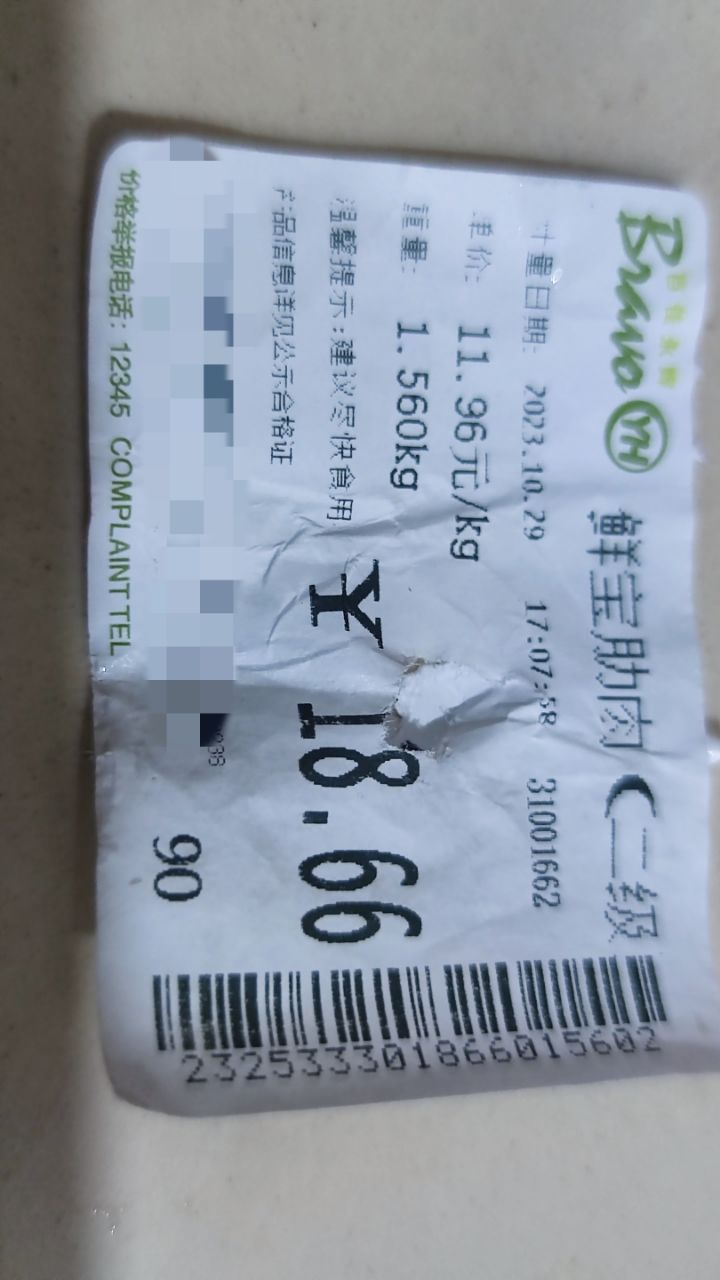 Bravo YH
鲜宝肋肉(二级
计量日期: 2023.10.29 17:07:58 31001662
单价: 11.96元/kg
重量: 1.560kg
温馨提示:建议尽快食用
¥ 18.66
产品信息详见公示合格证
90
价格举报电话: 12345 COMPLAINT TEL
232533301866015602